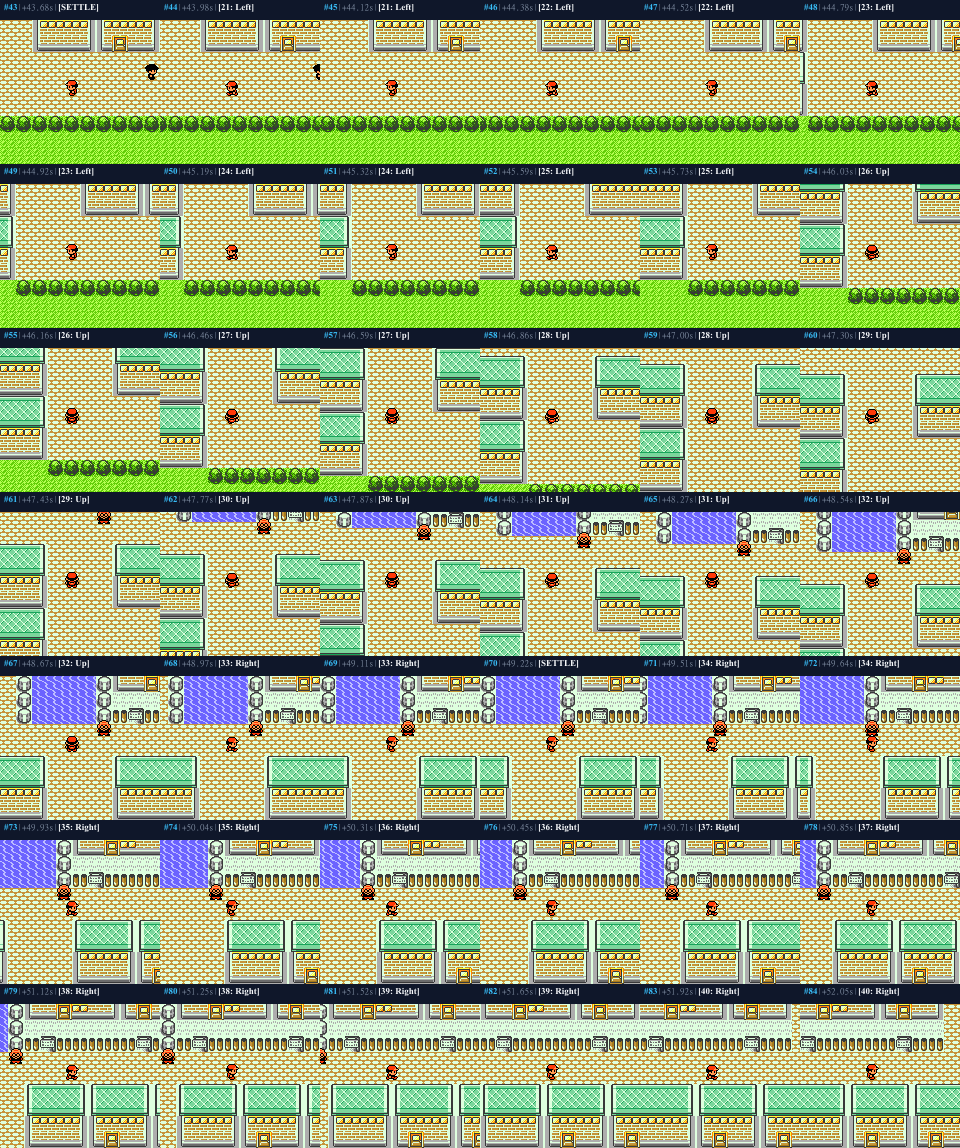 #43|+43.68s| [SETTLE] #44|+43.98s| [21: Left] #45|+44.12s| [21: Left] #46|+44.38s| [22: Left] #47|+44.52s| [22: Left] #48|+44.79s| [23: Left]
#49|+44.92s| [23: Left] #50|+45.19s| [24: Left] #51|+45.32s| [24: Left] #52|+45.59s| [25: Left] #53|+45.73s| [25: Left] #54|+46.03s| [26: Up]
#55|+46.16s| [26: Up] #56|+46.46s| [27: Up] #57|+46.59s| [27: Up] #58|+46.86s| [28: Up] #59|+47.00s| [28: Up] #60|+47.30s| [29: Up]
#61|+47.43s| [29: Up] #62|+47.77s| [30: Up] #63|+47.87s| [30: Up] #64|+48.14s| [31: Up] #65|+48.27s| [31: Up] #66|+48.54s| [32: Up]
#67|+48.67s| [32: Up] #68|+48.97s| [33: Right] #69|+49.11s| [33: Right] #70|+49.22s| [SETTLE] #71|+49.51s| [34: Right] #72|+49.64s| [34: Right]
#73|+49.93s| [35: Right] #74|+50.04s| [35: Right] #75|+50.31s| [36: Right] #76|+50.45s| [36: Right] #77|+50.71s| [37: Right] #78|+50.85s| [37: Right]
#79|+51.12s| [38: Right] #80|+51.25s| [38: Right] #81|+51.52s| [39: Right] #82|+51.65s| [39: Right] #83|+51.92s| [40: Right] #84|+52.05s| [40: Right]